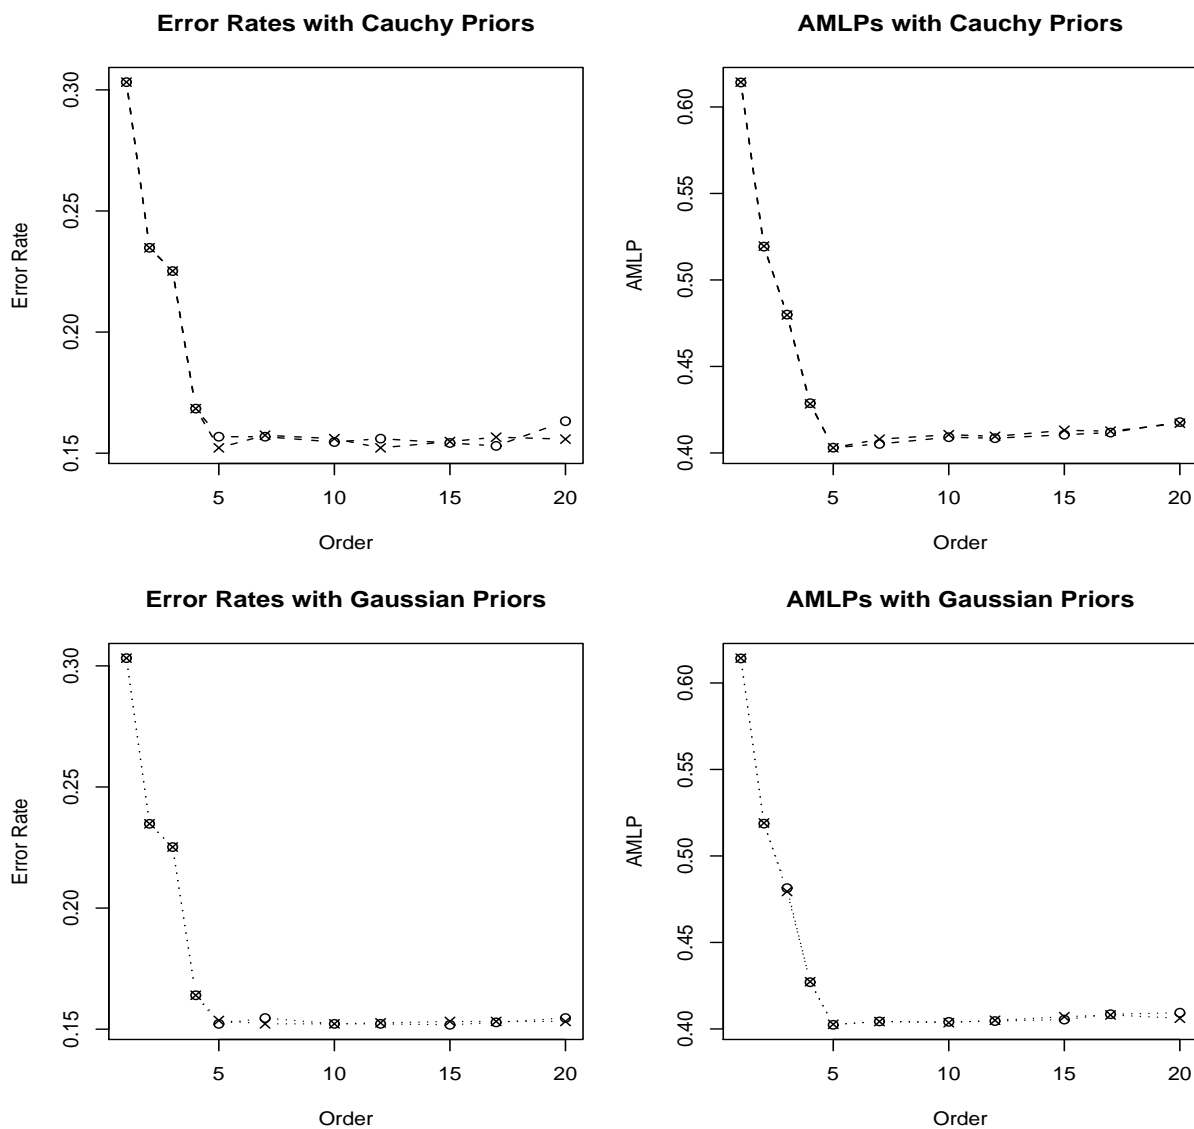 Error Rates with Cauchy Priors
Error Rate
0.30
0.25
0.20
0.15
5 10 15 20
Order
AMLPs with Cauchy Priors
AMLP
0.60
0.55
0.50
0.45
0.40
5 10 15 20
Order
Error Rates with Gaussian Priors
Error Rate
0.30
0.25
0.20
0.15
5 10 15 20
Order
AMLPs with Gaussian Priors
AMLP
0.60
0.55
0.50
0.45
0.40
5 10 15 20
Order